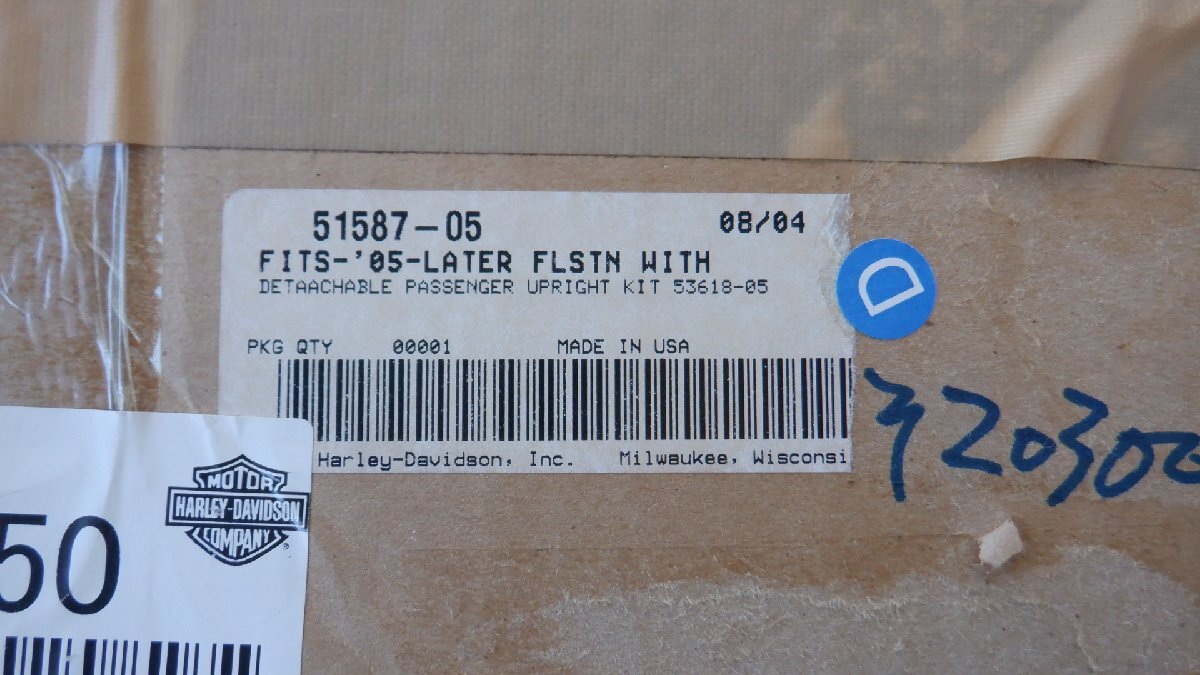 51587-05 08/04
FITS-'05-LATER FLSTN WITH
DETAACHABLE PASSENGER UPRIGHT KIT 53618-05
D
PKG QTY 00001 MADE IN USA
Harley-Davidson, Inc. Milwaukee, Wisconsi
320300
MOTOR
HARLEY-DAVIDSON
COMPANY
®
50